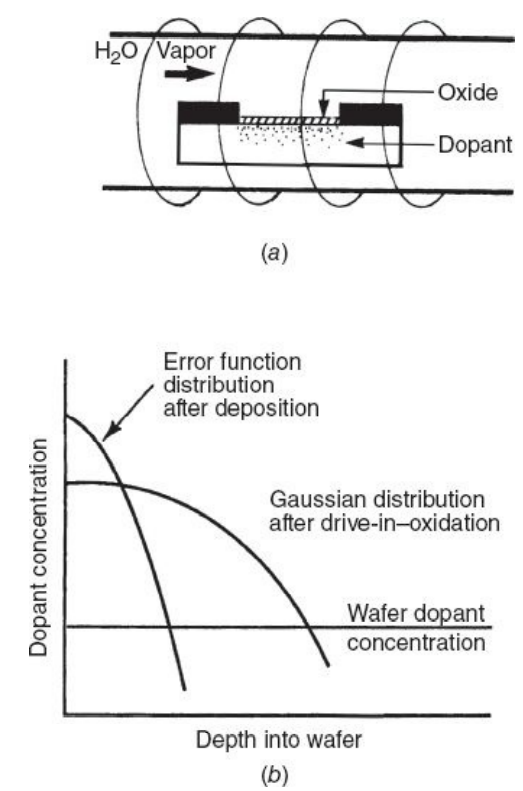 H₂O Vapor
Oxide
Dopant
(a)
Error function
distribution
after deposition
Gaussian distribution
after drive-in–oxidation
Wafer dopant
concentration
Dopant concentration
Depth into wafer
(b)